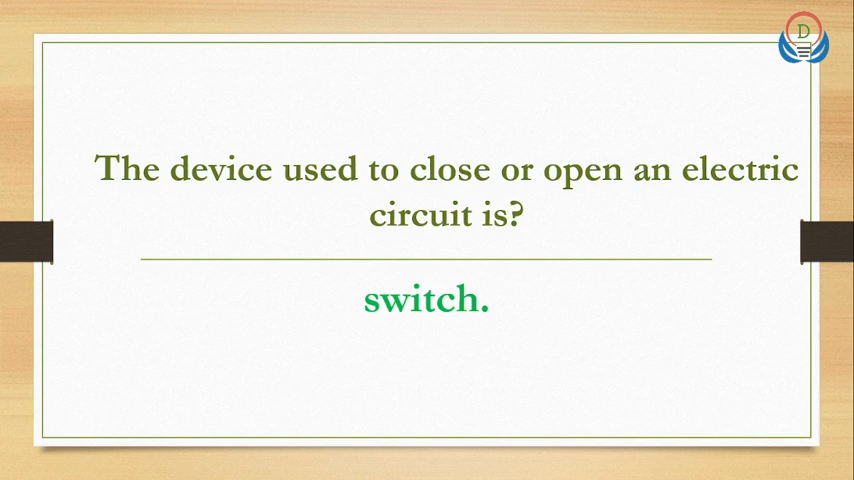 D
The device used to close or open an electric
circuit is?
switch.